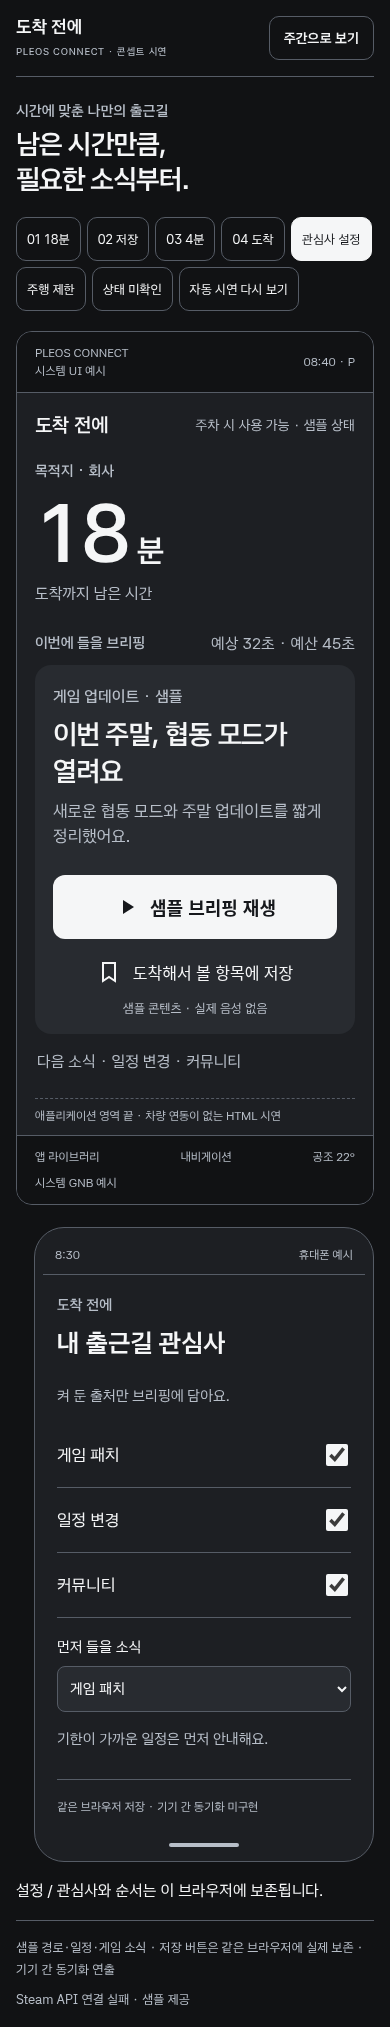 도착 전에
PLEOS CONNECT · 콘셉트 시연
주간으로 보기
시간에 맞춘 나만의 출근길
남은 시간만큼,
필요한 소식부터.
01 18분
02 저장
03 4분
04 도착
관심사 설정
주행 제한
상태 미확인
자동 시연 다시 보기
PLEOS CONNECT
시스템 UI 예시
08:40 · P
도착 전에
주차 시 사용 가능 · 샘플 상태
목적지 · 회사
18 분
도착까지 남은 시간
이번에 들을 브리핑
예상 32초 · 예산 45초
게임 업데이트 · 샘플
이번 주말, 협동 모드가
열려요
새로운 협동 모드와 주말 업데이트를 짧게
정리했어요.
샘플 브리핑 재생
도착해서 볼 항목에 저장
샘플 콘텐츠 · 실제 음성 없음
다음 소식 · 일정 변경 · 커뮤니티
애플리케이션 영역 끝 · 차량 연동이 없는 HTML 시연
앱 라이브러리
내비게이션
공조 22°
시스템 GNB 예시
8:30
휴대폰 예시
도착 전에
내 출근길 관심사
켜 둔 출처만 브리핑에 담아요.
게임 패치
일정 변경
커뮤니티
먼저 들을 소식
게임 패치
기한이 가까운 일정은 먼저 안내해요.
같은 브라우저 저장 · 기기 간 동기화 미구현
설정 / 관심사와 순서는 이 브라우저에 보존됩니다.
샘플 경로·일정·게임 소식 · 저장 버튼은 같은 브라우저에 실제 보존 ·
기기 간 동기화 연출
Steam API 연결 실패 · 샘플 제공